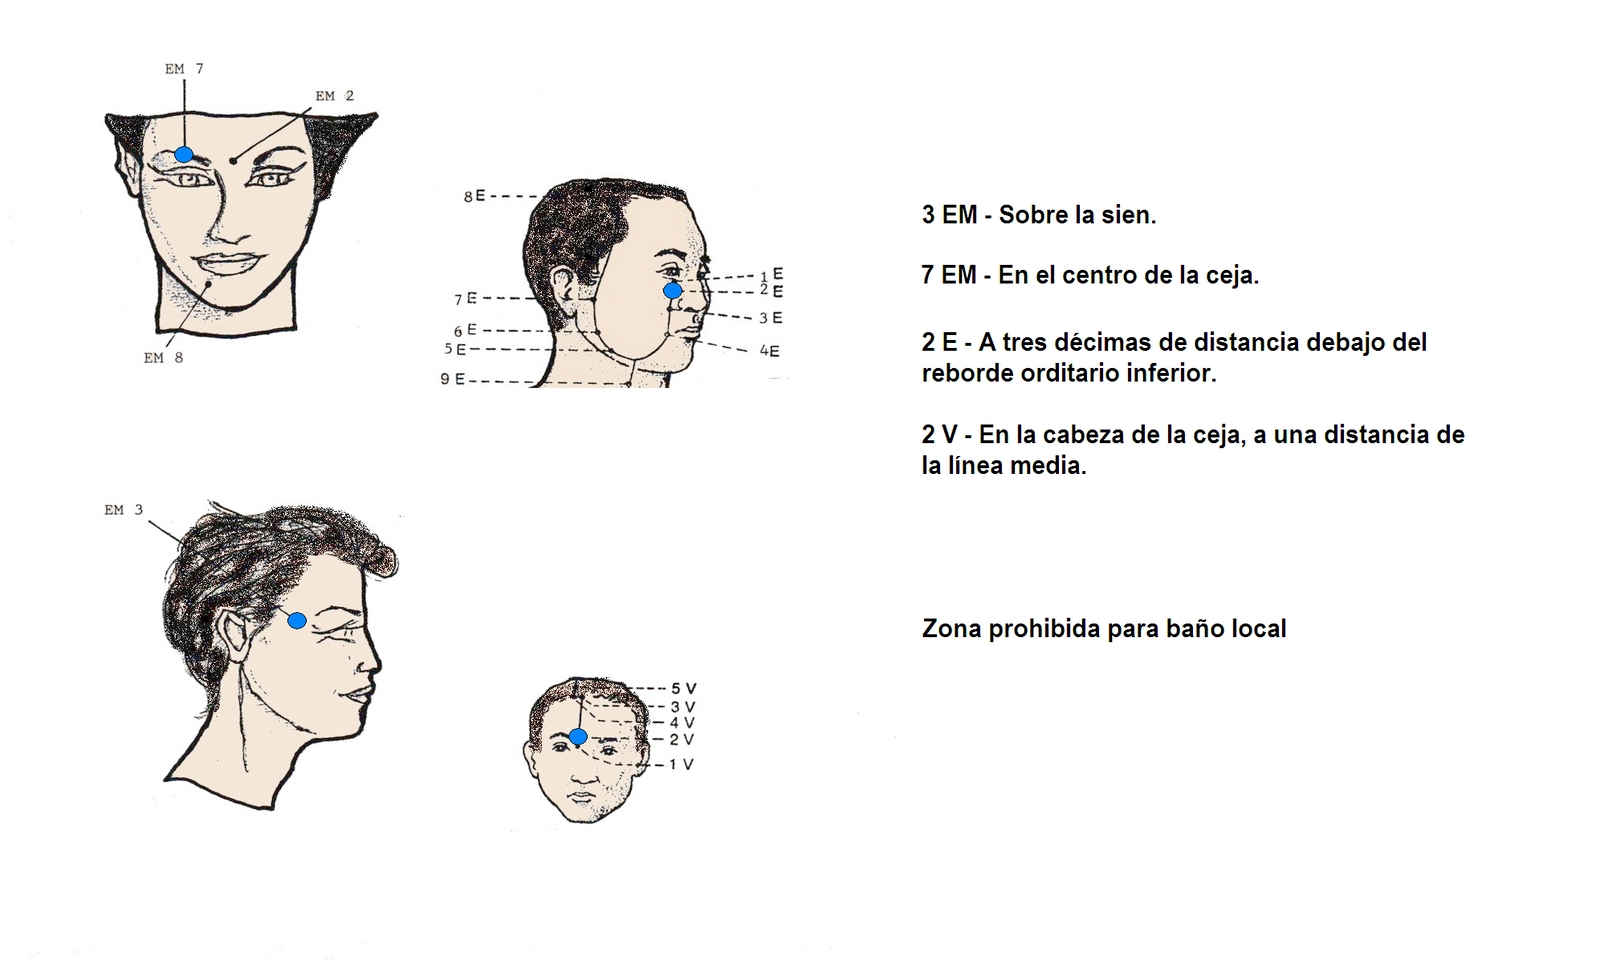 EM 7
EM 2
EM 8
8 E
7 E
6 E
5 E
9 E
1 E
2 E
3 E
4E
EM 3
5 V
3 V
4 V
2 V
1 V
3 EM - Sobre la sien.
7 EM - En el centro de la ceja.
2 E - A tres décimas de distancia debajo del
reborde orditario inferior.
2 V - En la cabeza de la ceja, a una distancia de
la línea media.
Zona prohibida para baño local